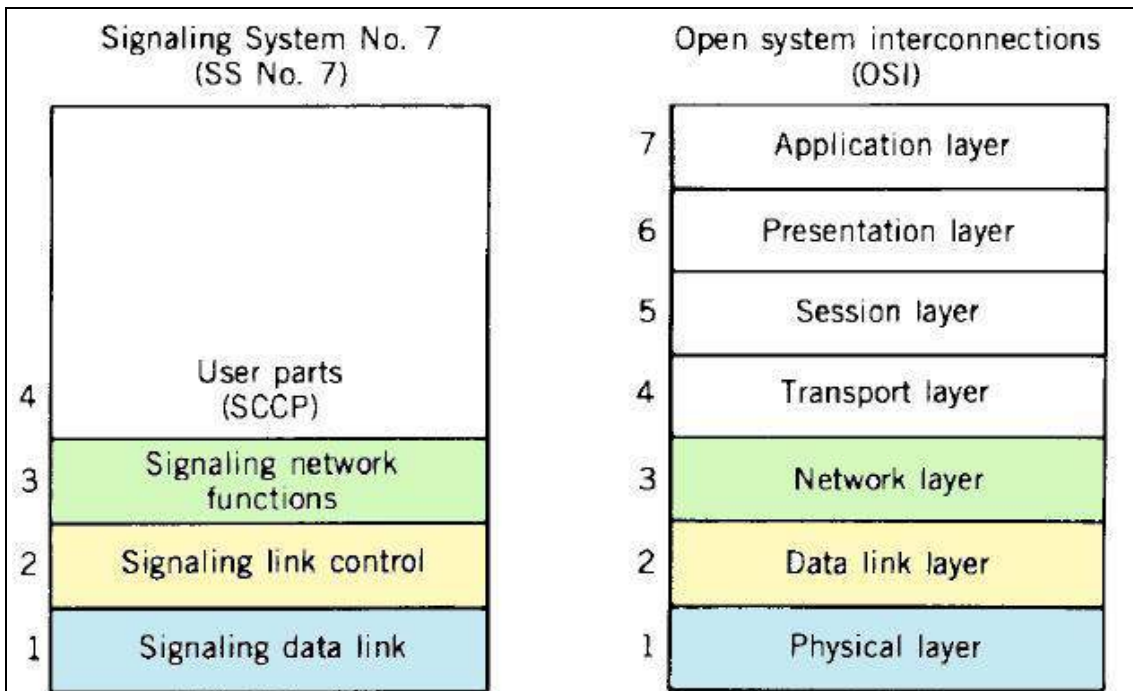 Signaling System No. 7
(SS No. 7)
4
User parts
(SCCP)
3
Signaling network
functions
2
Signaling link control
1
Signaling data link
Open system interconnections
(OSI)
7
Application layer
6
Presentation layer
5
Session layer
4
Transport layer
3
Network layer
2
Data link layer
1
Physical layer